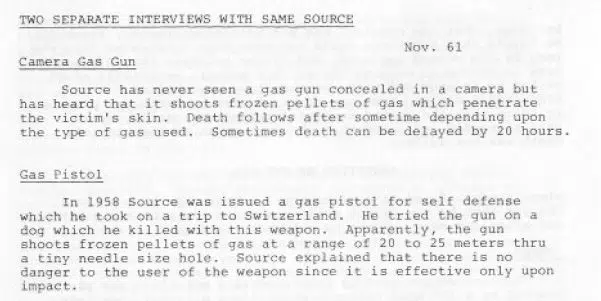 TWO SEPARATE INTERVIEWS WITH SAME SOURCE
Nov. 61
Camera Gas Gun
Source has never seen a gas gun concealed in a camera but
has heard that it shoots frozen pellets of gas which penetrate
the victim's skin. Death follows after sometime depending upon
the type of gas used. Sometimes death can be delayed by 20 hours.
Gas Pistol
In 1958 Source was issued a gas pistol for self defense
which he took on a trip to Switzerland. He tried the gun on a
dog which he killed with this weapon. Apparently, the gun
shoots frozen pellets of gas at a range of 20 to 25 meters thru
a tiny needle size hole. Source explained that there is no
danger to the user of the weapon since it is effective only upon
impact.